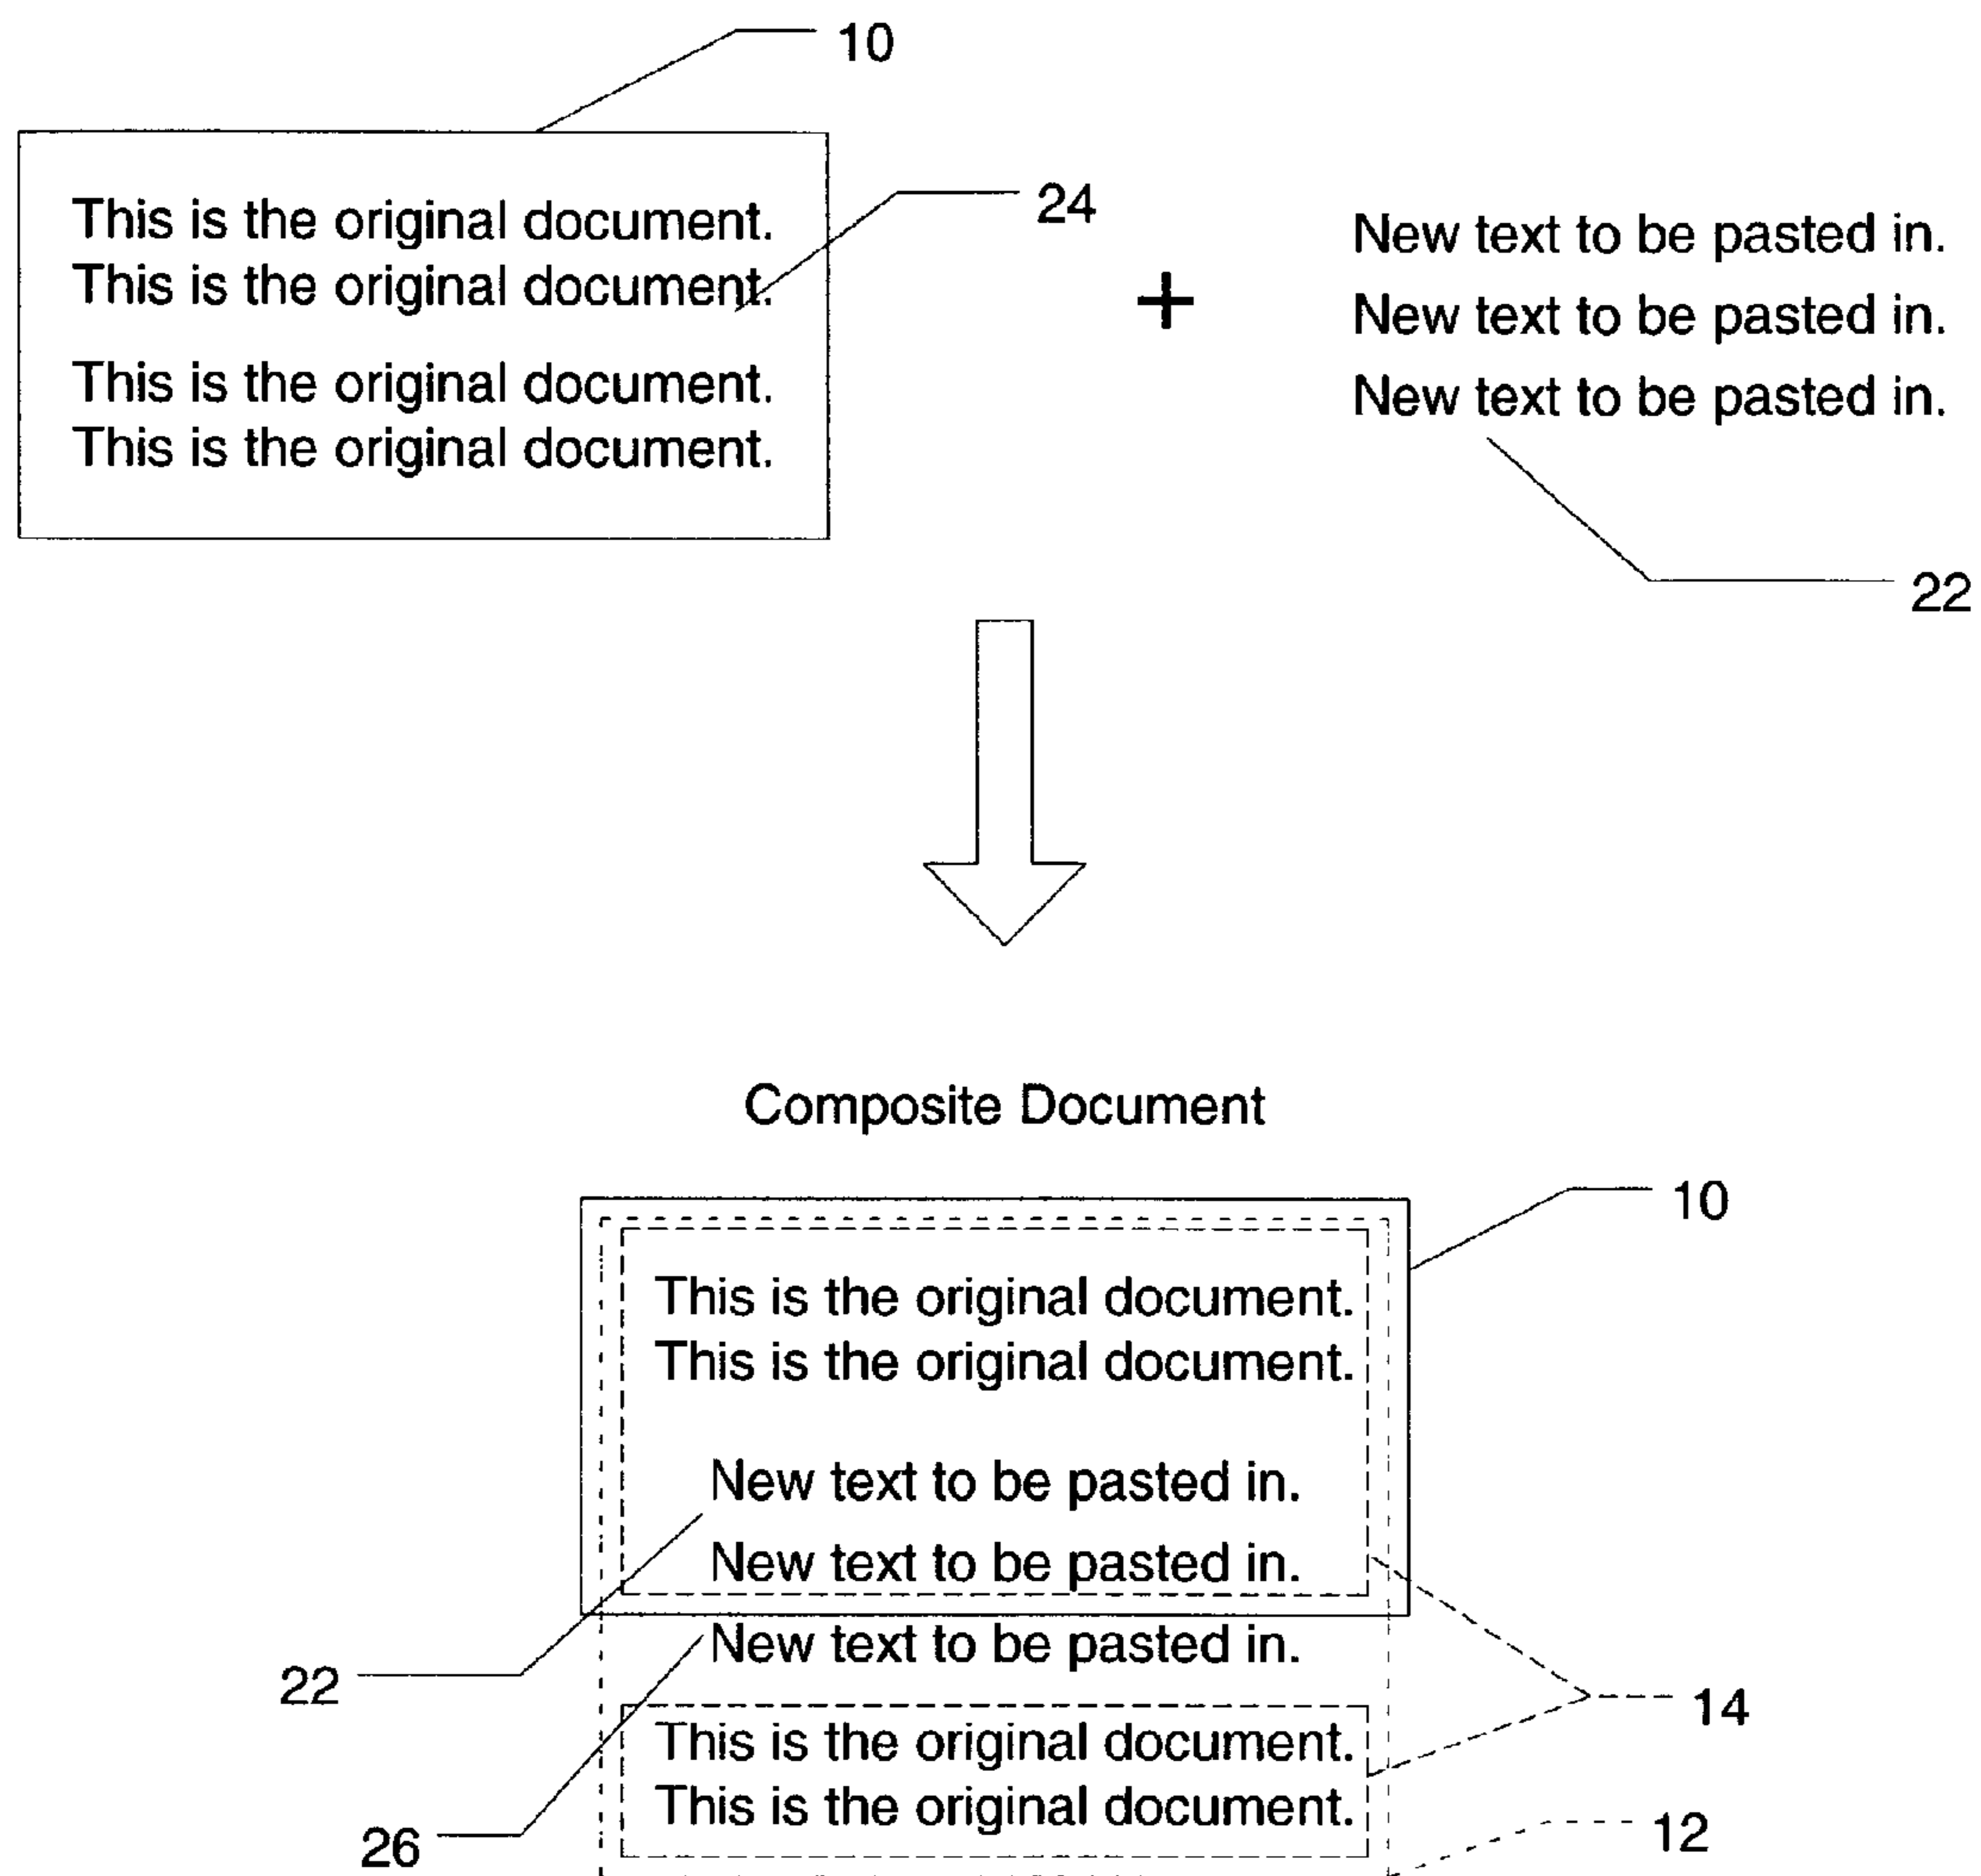 10
This is the original document.
This is the original document.
This is the original document.
This is the original document.
24
+
New text to be pasted in.
New text to be pasted in.
New text to be pasted in.
22
Composite Document
10
This is the original document.
This is the original document.
New text to be pasted in.
New text to be pasted in.
New text to be pasted in.
22
14
This is the original document.
This is the original document.
26
12